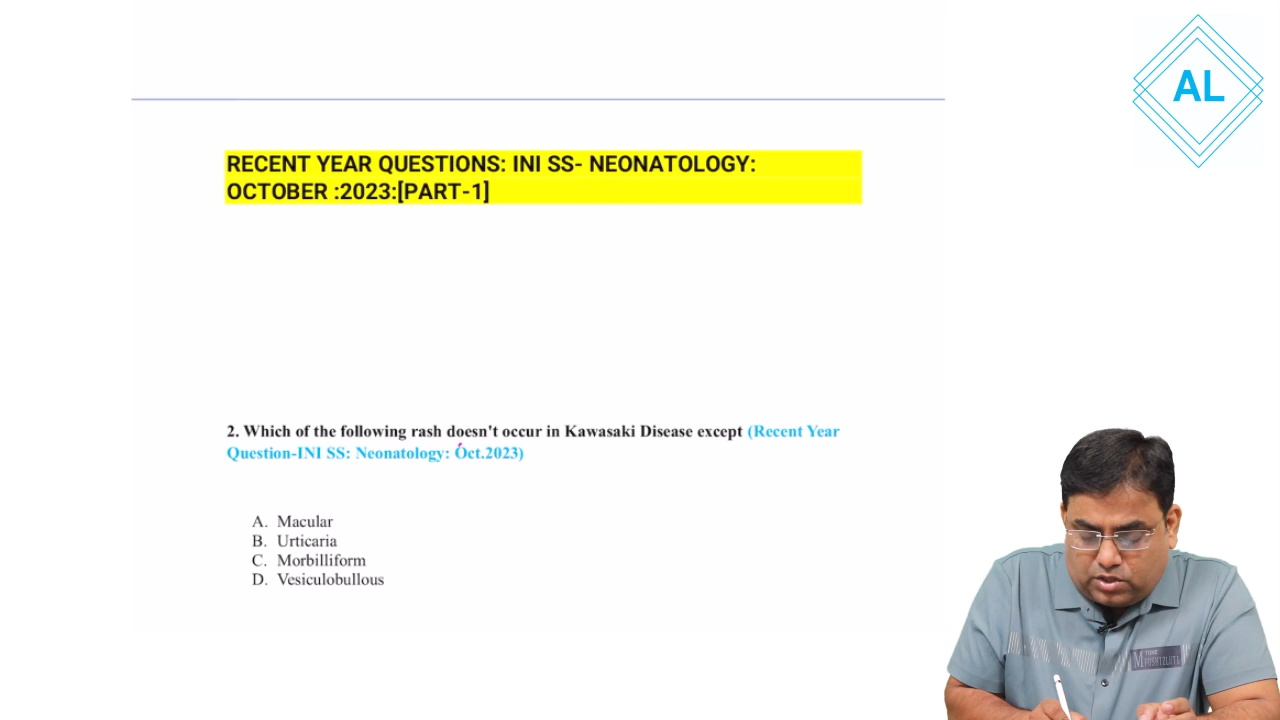 AL
RECENT YEAR QUESTIONS: INI SS- NEONATOLOGY:
OCTOBER :2023:[PART-1]
2. Which of the following rash doesn't occur in Kawasaki Disease except (Recent Year
Question-INI SS: Neonatology: Oct.2023)
A. Macular
B. Urticaria
C. Morbilliform
D. Vesiculobullous